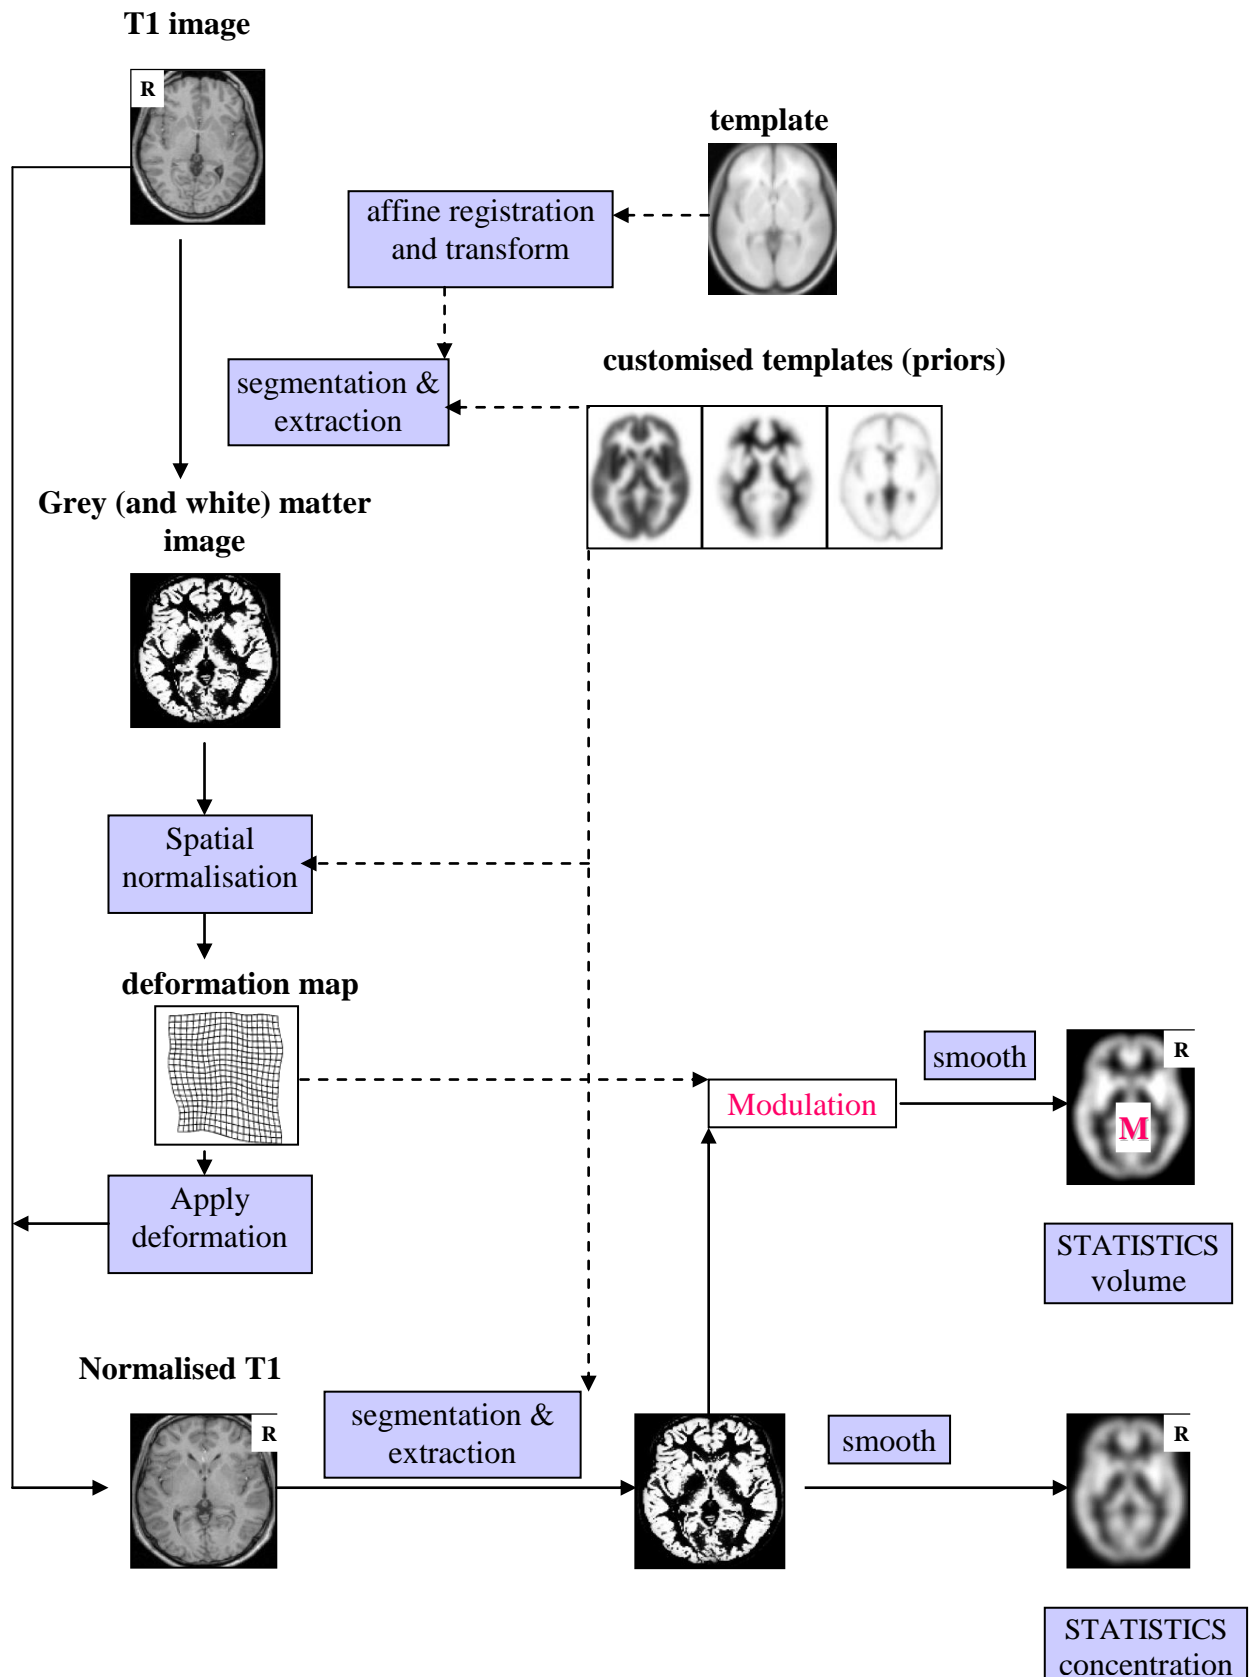 T1 image
R
template
affine registration
and transform
customised templates (priors)
segmentation &
extraction
Grey (and white) matter
image
Spatial
normalisation
deformation map
smooth
R
Modulation
M
Apply
deformation
STATISTICS
volume
Normalised T1
segmentation &
extraction
R
smooth
R
STATISTICS
concentration